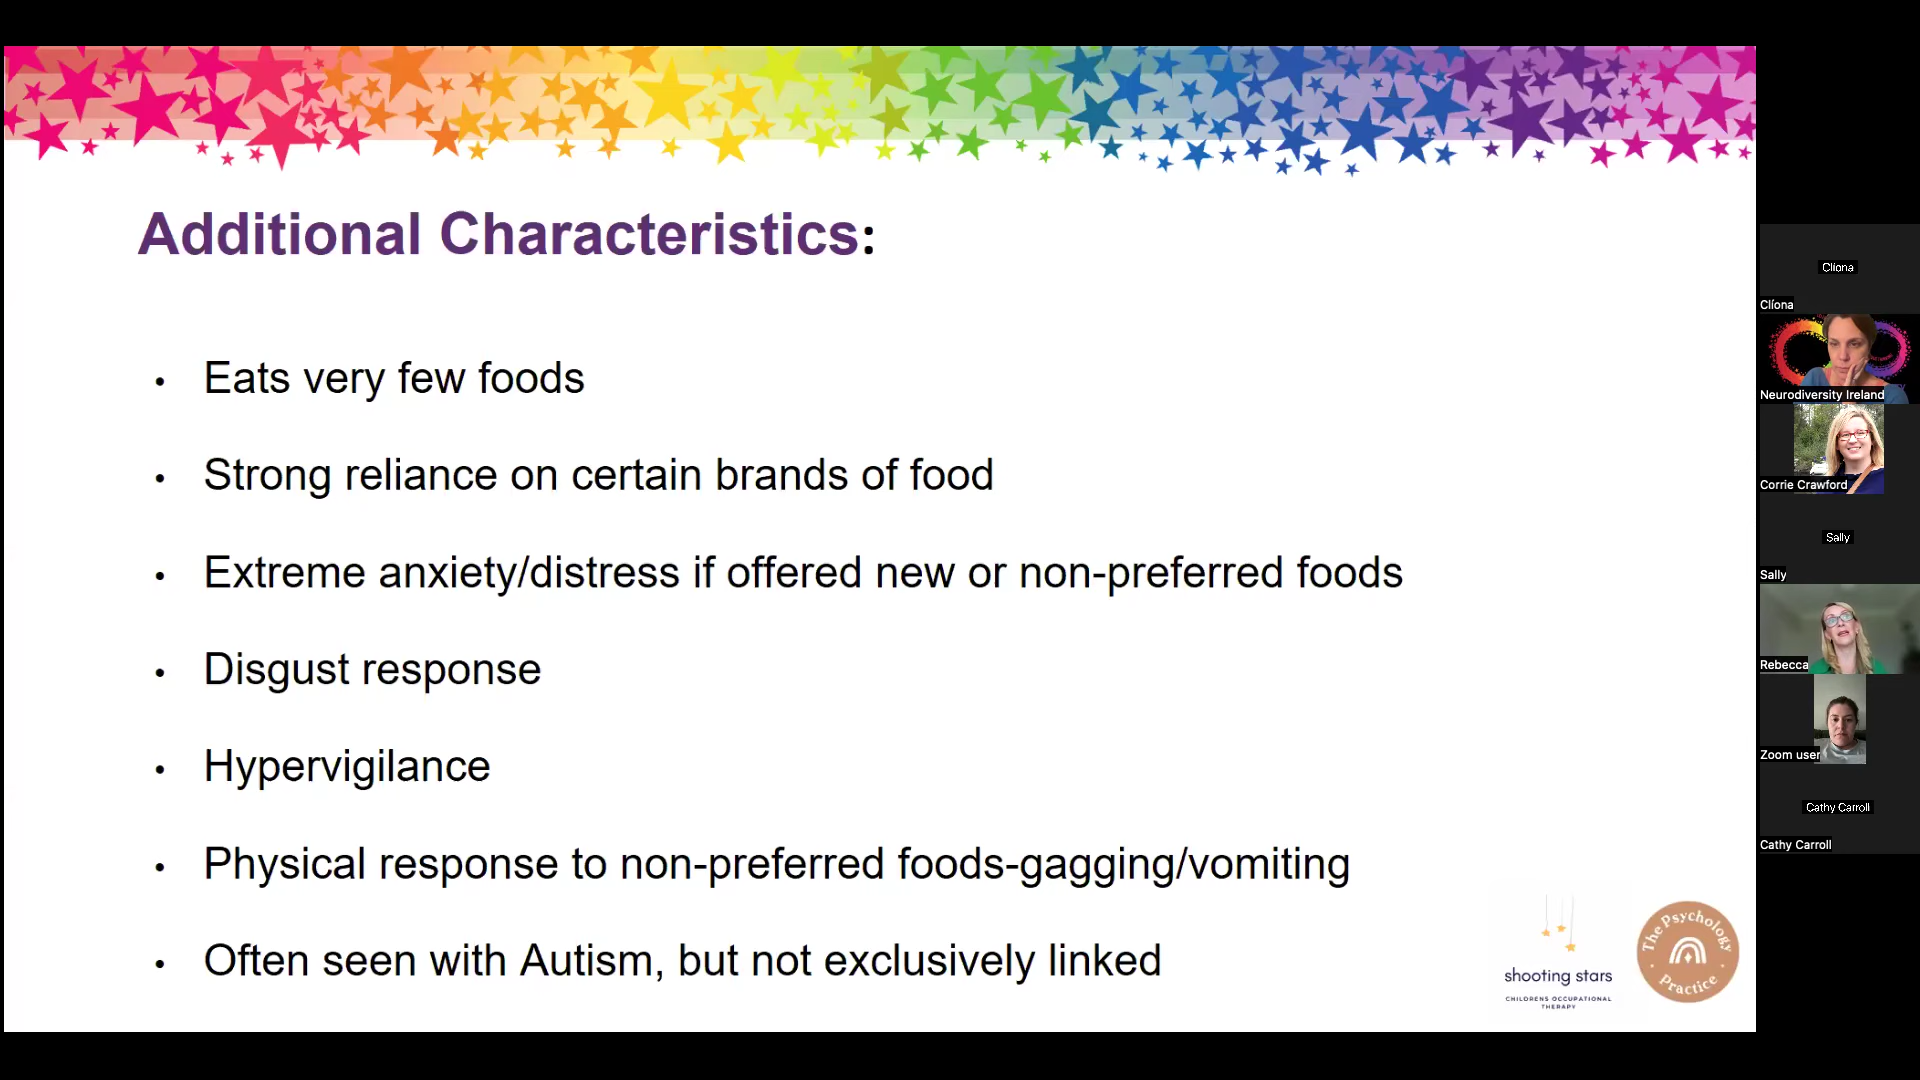 Additional Characteristics:
• Eats very few foods
• Strong reliance on certain brands of food
• Extreme anxiety/distress if offered new or non-preferred foods
• Disgust response
• Hypervigilance
• Physical response to non-preferred foods-gagging/vomiting
• Often seen with Autism, but not exclusively linked
shooting stars
CHILDRENS OCCUPATIONAL
THERAPY
The Psychology
Practice
Clíona
Clíona
Neurodiversity Ireland
Corrie Crawford
Sally
Sally
Rebecca
Zoom user
Cathy Carroll
Cathy Carroll